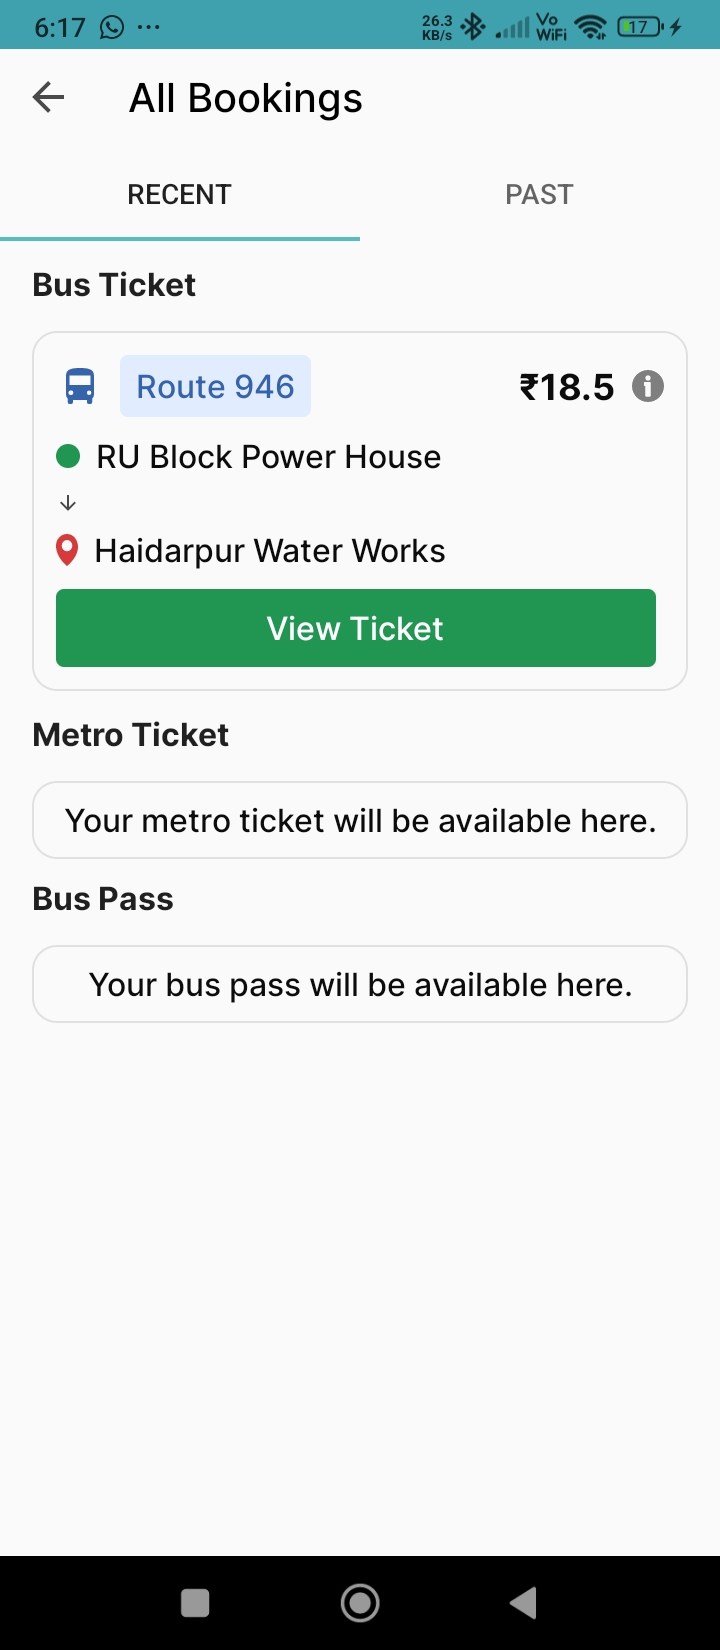 6:17 ... 26.3 KB/s Vo WiFi 17
All Bookings
RECENT PAST
Bus Ticket
Route 946 ₹18.5
RU Block Power House
Haidarpur Water Works
View Ticket
Metro Ticket
Your metro ticket will be available here.
Bus Pass
Your bus pass will be available here.